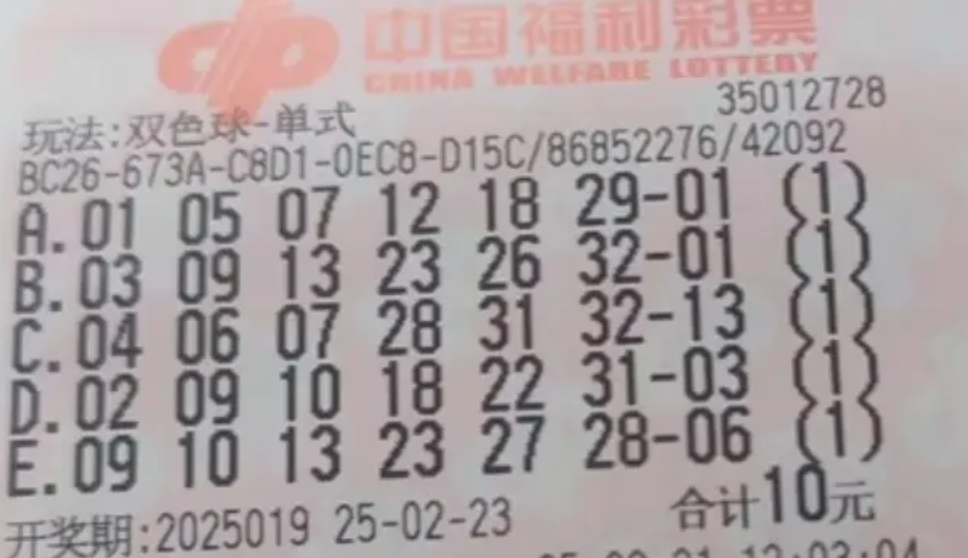 中国福利彩票
CHINA WELFARE LOTTERY
35012728
玩法:双色球-单式
BC26-673A-C8D1-0EC8-D15C/86852276/42092
A.01 05 07 12 18 29-01 (1)
B.03 09 13 23 26 32-01 (1)
C.04 06 07 28 31 32-13 (1)
D.02 09 10 18 22 31-03 (1)
E.09 10 13 23 27 28-06 (1)
开奖期:2025019 25-02-23 合计10元